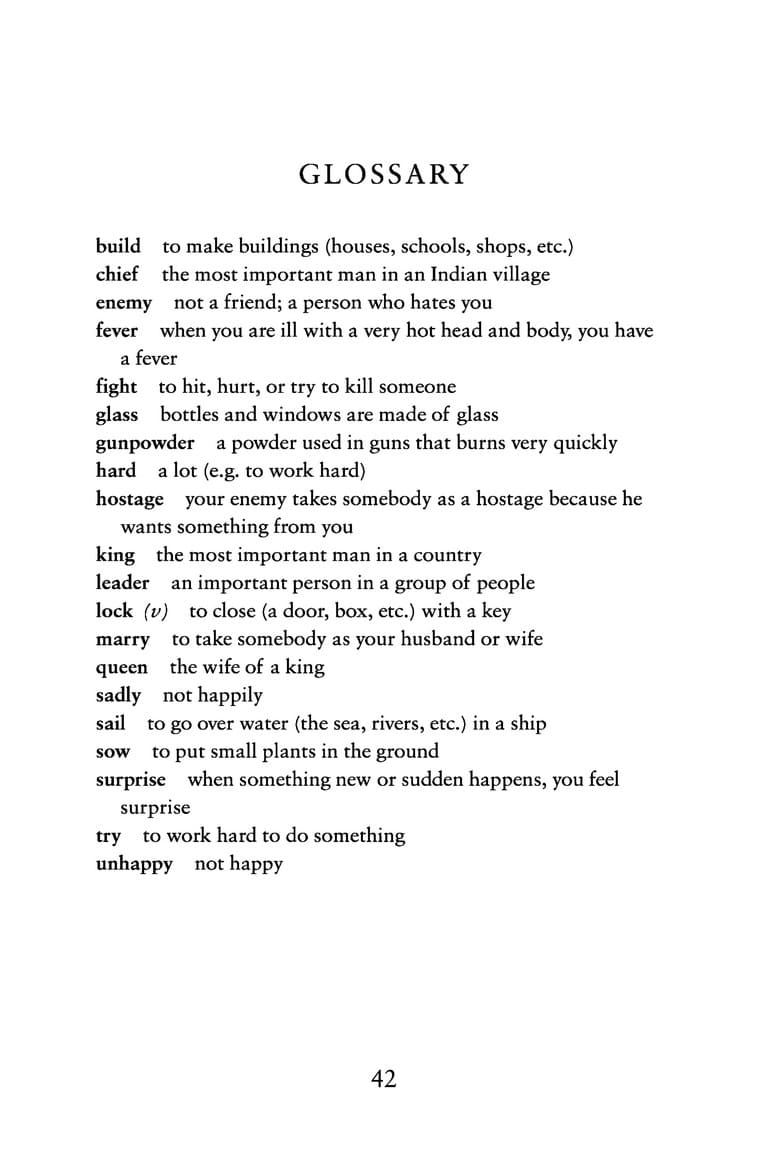 GLOSSARY
build to make buildings (houses, schools, shops, etc.)
chief the most important man in an Indian village
enemy not a friend; a person who hates you
fever when you are ill with a very hot head and body, you have
a fever
fight to hit, hurt, or try to kill someone
glass bottles and windows are made of glass
gunpowder a powder used in guns that burns very quickly
hard a lot (e.g. to work hard)
hostage your enemy takes somebody as a hostage because he
wants something from you
king the most important man in a country
leader an important person in a group of people
lock (v) to close (a door, box, etc.) with a key
marry to take somebody as your husband or wife
queen the wife of a king
sadly not happily
sail to go over water (the sea, rivers, etc.) in a ship
sow to put small plants in the ground
surprise when something new or sudden happens, you feel
surprise
try to work hard to do something
unhappy not happy
42